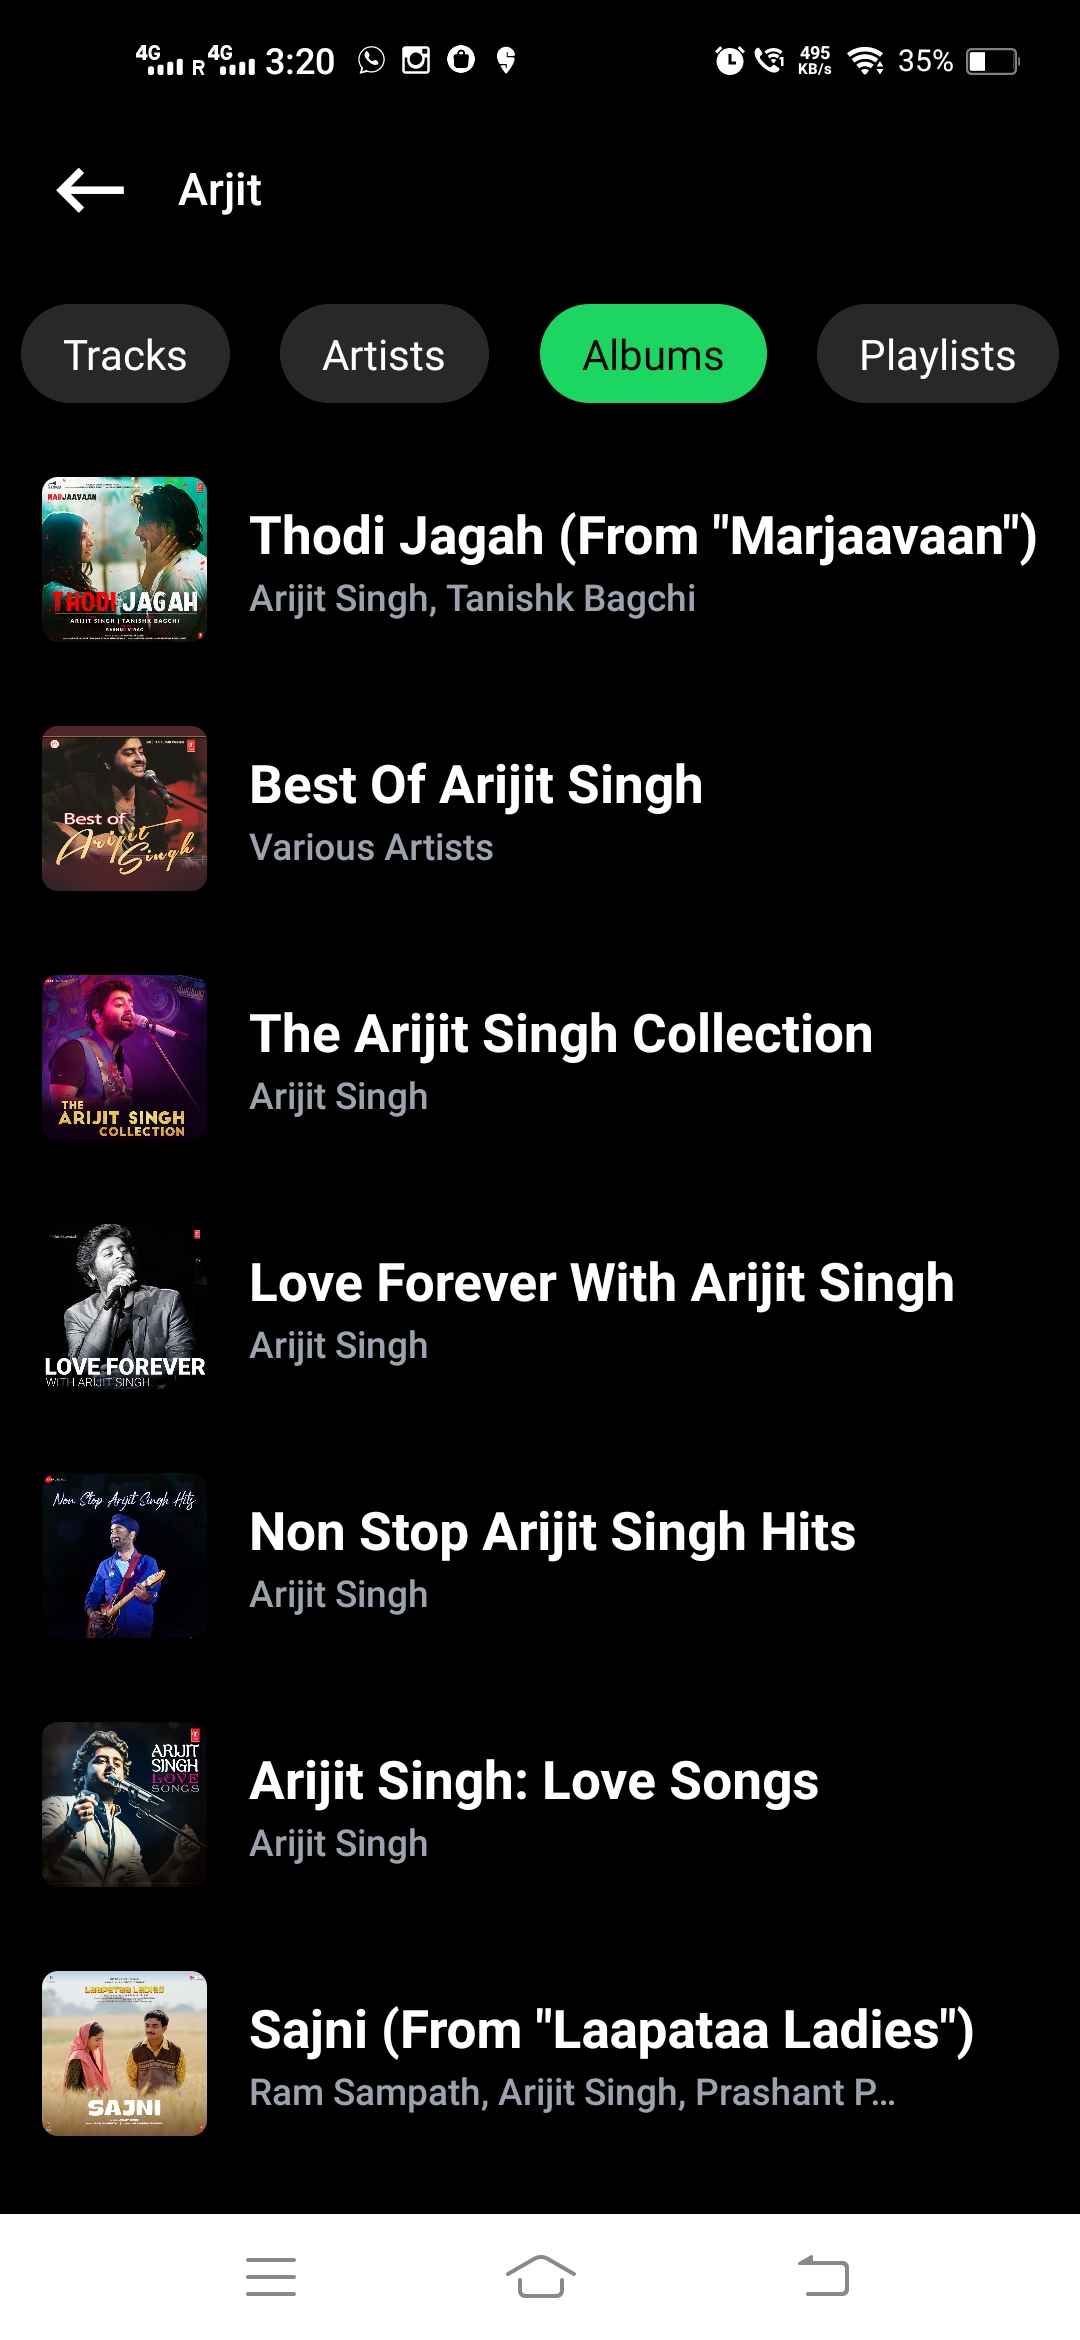 4G R 4G 3:20 495 KB/s 35%
Arjit
Tracks Artists Albums Playlists
MARJAAVAAN
THODI JAGAH
ARIJIT SINGH | TANISHK BAGCHI
Thodi Jagah (From "Marjaavaan")
Arijit Singh, Tanishk Bagchi
Best of
Arijit
Singh
Best Of Arijit Singh
Various Artists
THE
ARIJIT SINGH
COLLECTION
The Arijit Singh Collection
Arijit Singh
LOVE FOREVER
WITH ARIJIT SINGH
Love Forever With Arijit Singh
Arijit Singh
Non Stop Arijit Singh Hits
Non Stop Arijit Singh Hits
Arijit Singh
ARIJIT
SINGH
LOVE
SONGS
Arijit Singh: Love Songs
Arijit Singh
LAAPATAA LADIES
SAJNI
Sajni (From "Laapataa Ladies")
Ram Sampath, Arijit Singh, Prashant P...